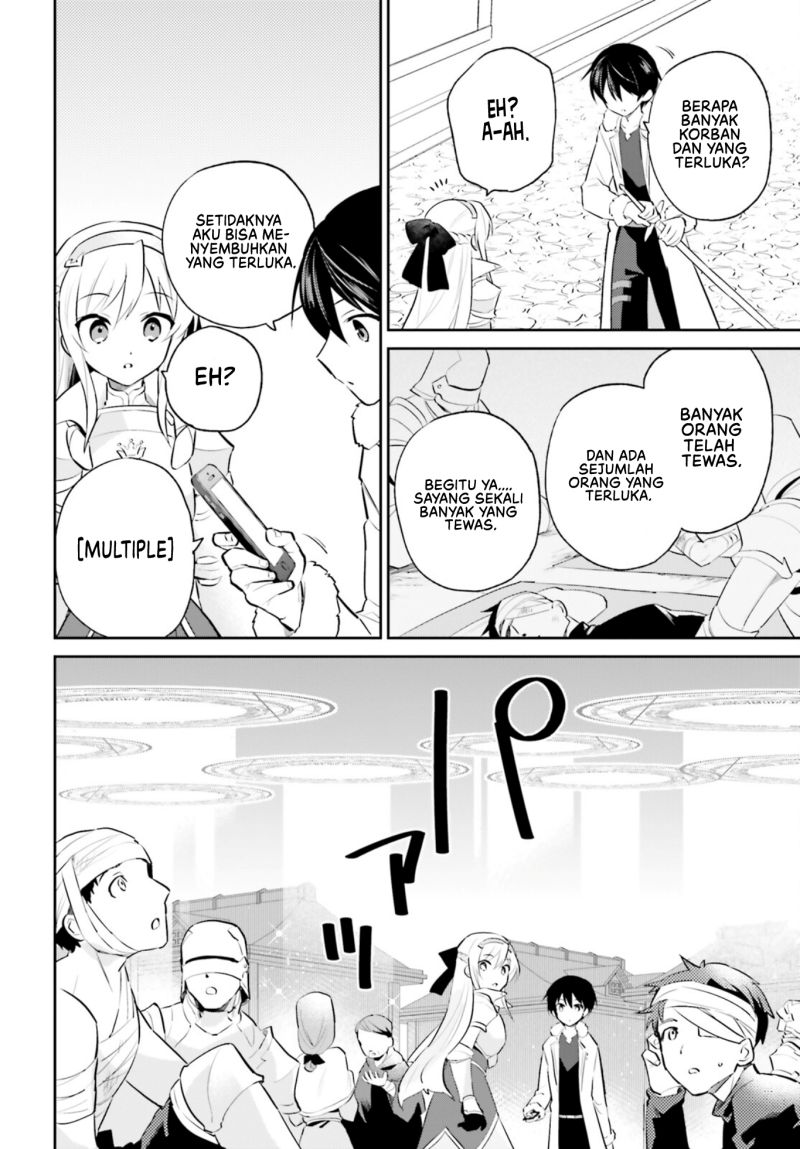 BERAPA
BANYAK
KORBAN
DAN YANG
TERLUKA?
EH?
A-AH.
BANYAK
ORANG
TELAH
TEWAS.
DAN ADA
SEJUMLAH
ORANG YANG
TERLUKA.
BEGITU YA....
SAYANG SEKALI
BANYAK YANG
TEWAS.
SETIDAKNYA
AKU BISA ME-
NYEMBUHKAN
YANG TERLUKA.
EH?
[MULTIPLE]
パアッ